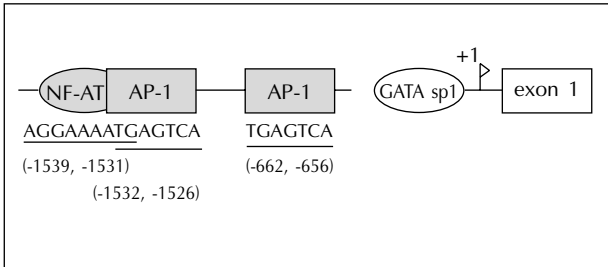 +1
NF-AT AP-1 AP-1 GATA sp1 exon 1
AGGAAAATGAGTCA TGAGTCA
(-1539, -1531) (-662, -656)
(-1532, -1526)